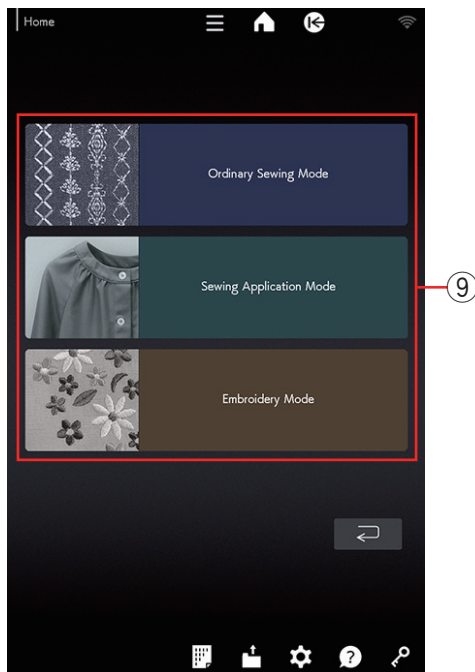 Home
Ordinary Sewing Mode
Sewing Application Mode
⑨
Embroidery Mode
?